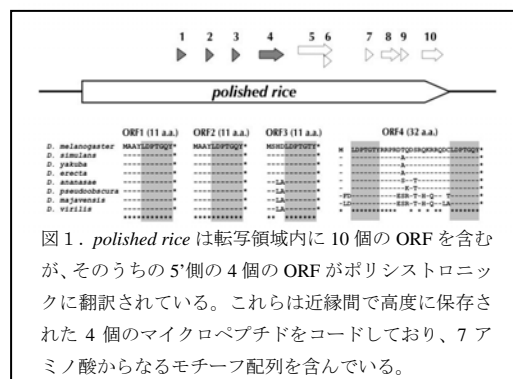 1 2 3 4 5 6 7 8 9 10
polished rice
ORF1 (11 a.a.) ORF2 (11 a.a.) ORF3 (11 a.a.) ORF4 (32 a.a.)
D. melanogaster MAAYLDPTGQY* MAAYLDPTGQY* MSHDLDPTGTY*
D. simulans
D. yakuba
D. erecta
D. ananassae
D. pseudoobscura
D. majavensis
D. virilis
図1. polished rice は転写領域内に 10 個の ORF を含む
が、そのうちの 5’側の 4 個の ORF がポリシストロニッ
クに翻訳されている。これらは近縁間で高度に保存さ
れた 4 個のマイクロペプチドをコードしており、7 ア
ミノ酸からなるモチーフ配列を含んでいる。